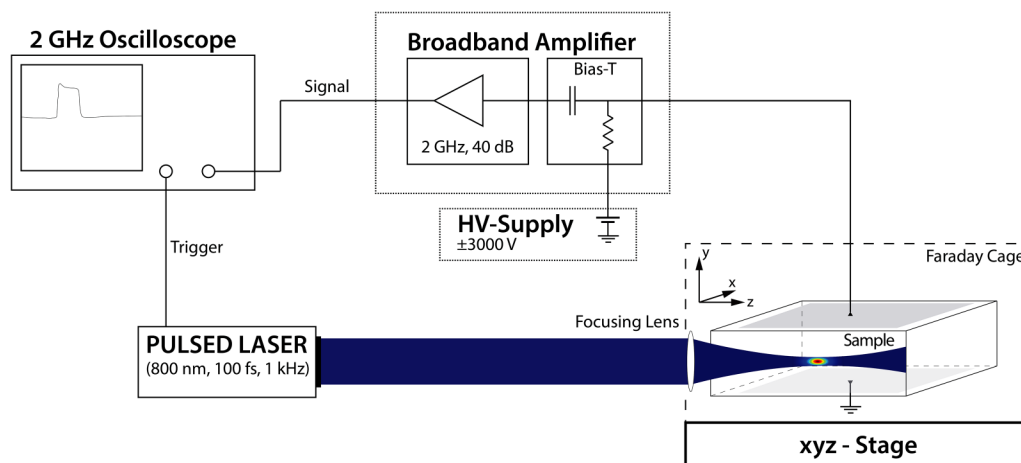 2 GHz Oscilloscope
Broadband Amplifier
Bias-T
Signal
2 GHz, 40 dB
HV-Supply
±3000 V
Trigger
Faraday Cage
y
x
z
Focusing Lens
Sample
PULSED LASER
(800 nm, 100 fs, 1 kHz)
xyz - Stage